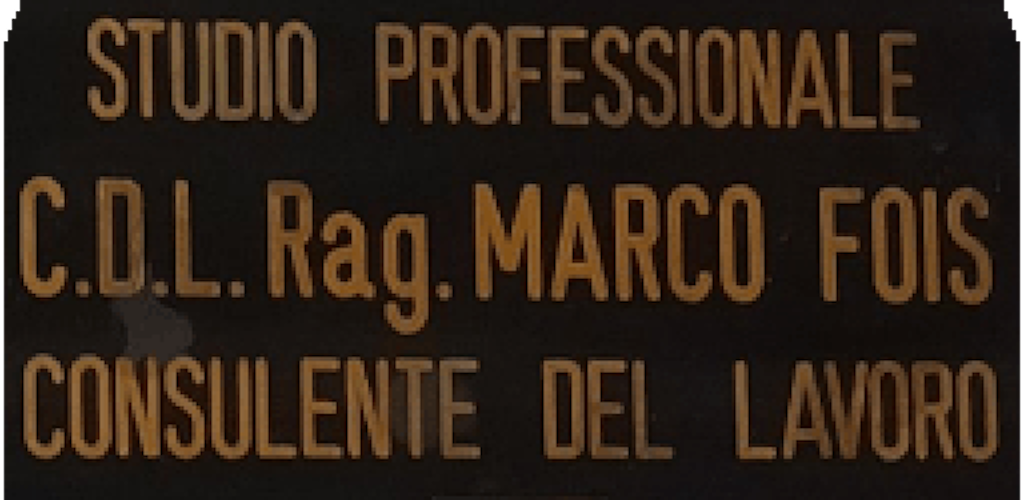 STUDIO PROFESSIONALE
C.D.L. Rag. MARCO FOIS
CONSULENTE DEL LAVORO